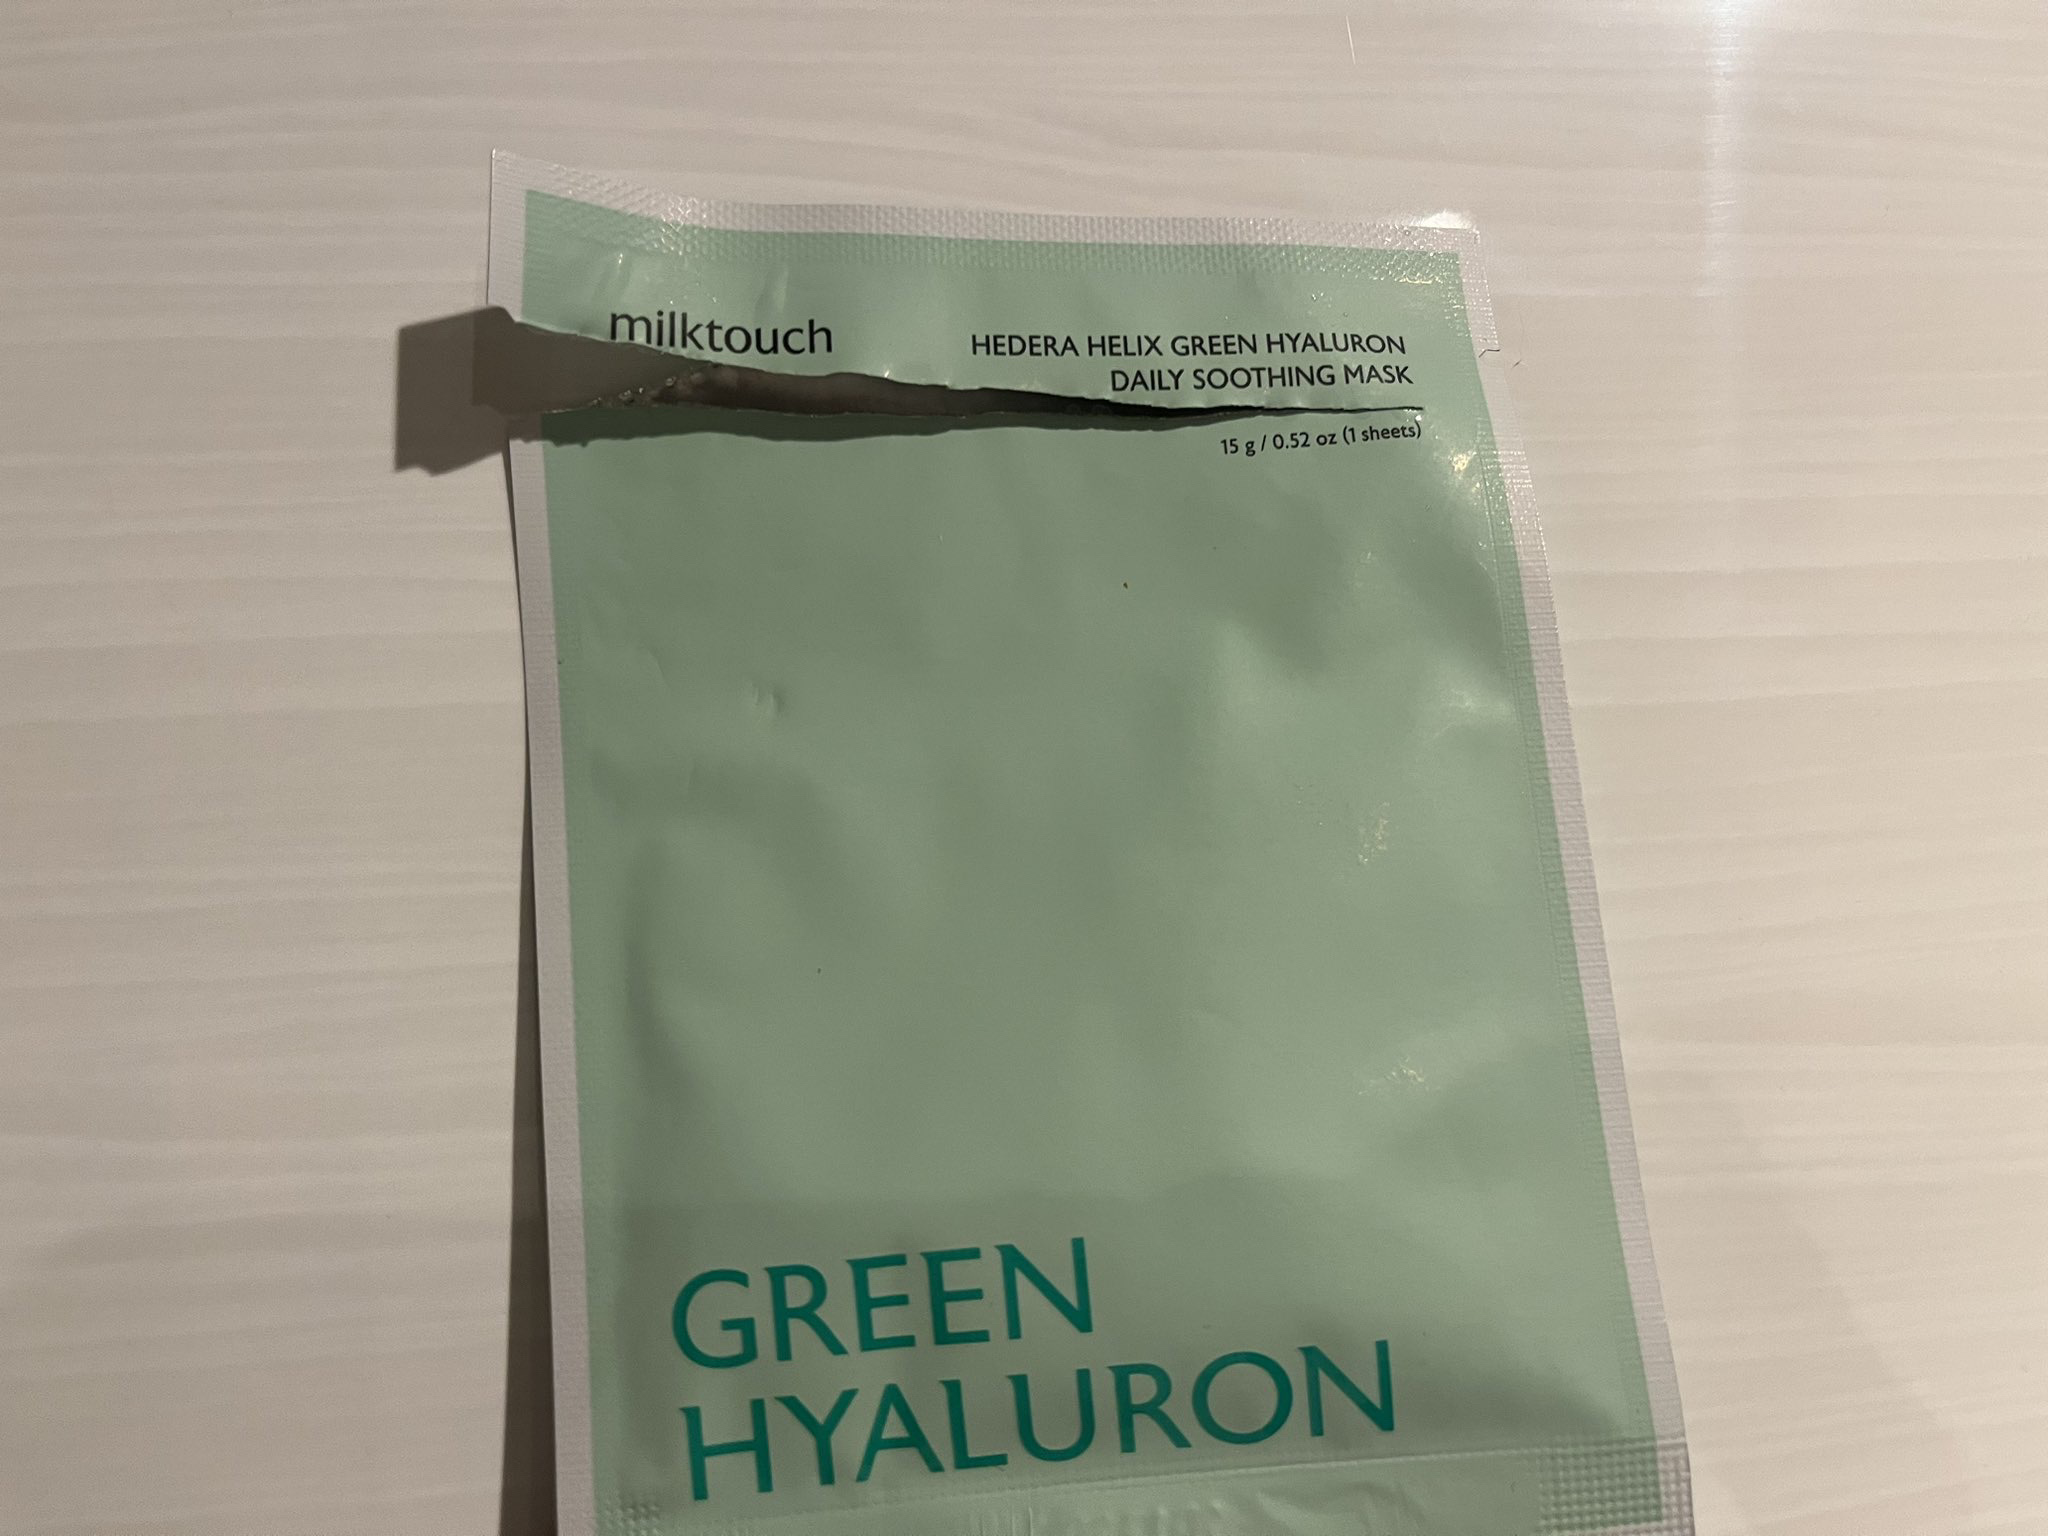 milktouch
HEDERA HELIX GREEN HYALURON
DAILY SOOTHING MASK
15 g / 0.52 oz (1 sheets)
GREEN
HYALURON